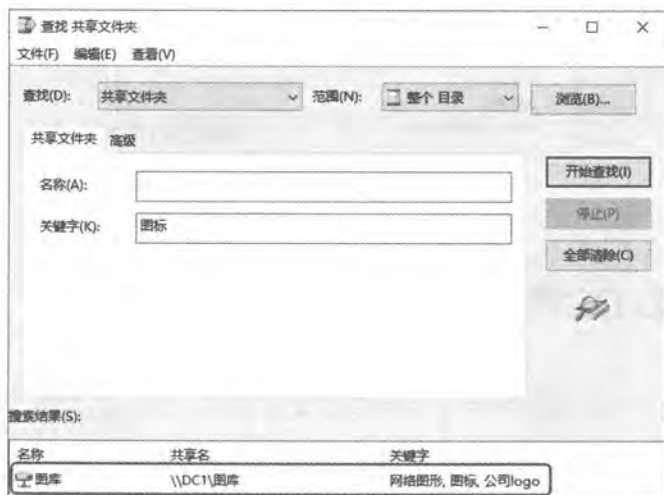 查找 共享文件夹
文件(F) 编辑(E) 查看(V)
查找(D): 共享文件夹 范围(N): 整个 目录 浏览(B)...
共享文件夹 高级
名称(A):
关键字(K): 图标
开始查找(I)
停止(P)
全部清除(C)
搜索结果(S):
名称 共享名 关键字
图库 \\DC1\图库 网络图形, 图标, 公司logo